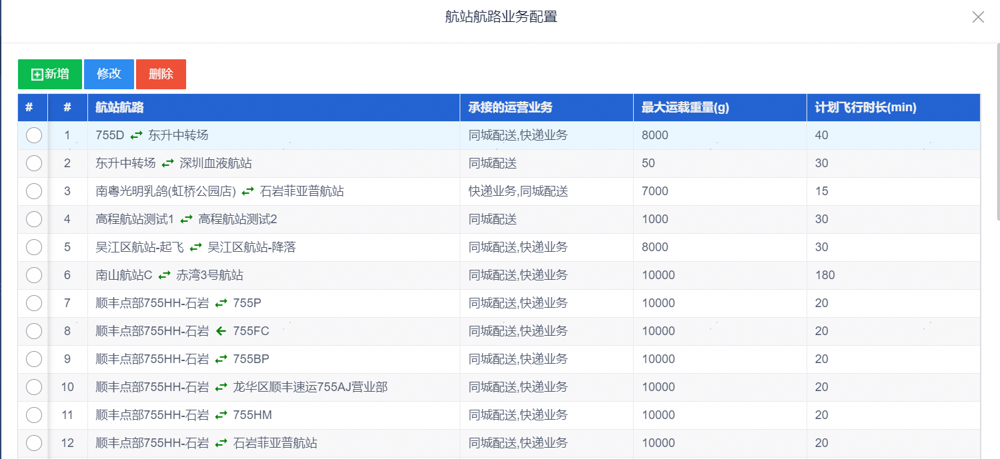 航站航路业务配置
新增 修改 删除
# # 航站航路 承接的运营业务 最大运载重量(g) 计划飞行时长(min)
1 755D ⇄ 东升中转场 同城配送,快递业务 8000 40
2 东升中转场 ⇄ 深圳血液航站 同城配送 50 30
3 南粤光明乳鸽(虹桥公园店) ⇄ 石岩菲亚普航站 快递业务,同城配送 7000 15
4 高程航站测试1 ⇄ 高程航站测试2 同城配送 1000 30
5 吴江区航站-起飞 ⇄ 吴江区航站-降落 同城配送,快递业务 8000 30
6 南山航站C ⇄ 赤湾3号航站 同城配送,快递业务 10000 180
7 顺丰点部755HH-石岩 ⇄ 755P 同城配送,快递业务 10000 20
8 顺丰点部755HH-石岩 ← 755FC 同城配送,快递业务 10000 20
9 顺丰点部755HH-石岩 ⇄ 755BP 同城配送,快递业务 10000 20
10 顺丰点部755HH-石岩 ⇄ 龙华区顺丰速运755AJ营业部 同城配送,快递业务 10000 20
11 顺丰点部755HH-石岩 ⇄ 755HM 同城配送,快递业务 10000 20
12 顺丰点部755HH-石岩 ⇄ 石岩菲亚普航站 同城配送,快递业务 10000 20